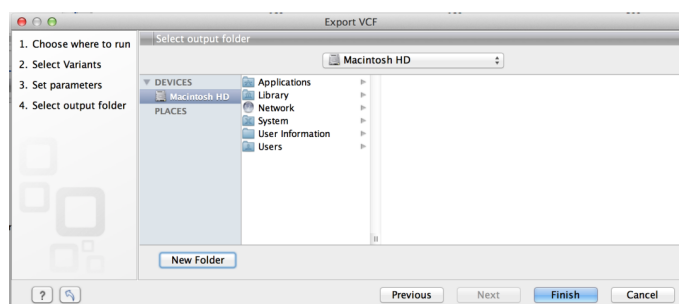 Export VCF
1. Choose where to run
2. Select Variants
3. Set parameters
4. Select output folder
Select output folder
Macintosh HD
DEVICES
Macintosh HD
PLACES
Applications
Library
Network
System
User Information
Users
New Folder
?
Previous
Next
Finish
Cancel